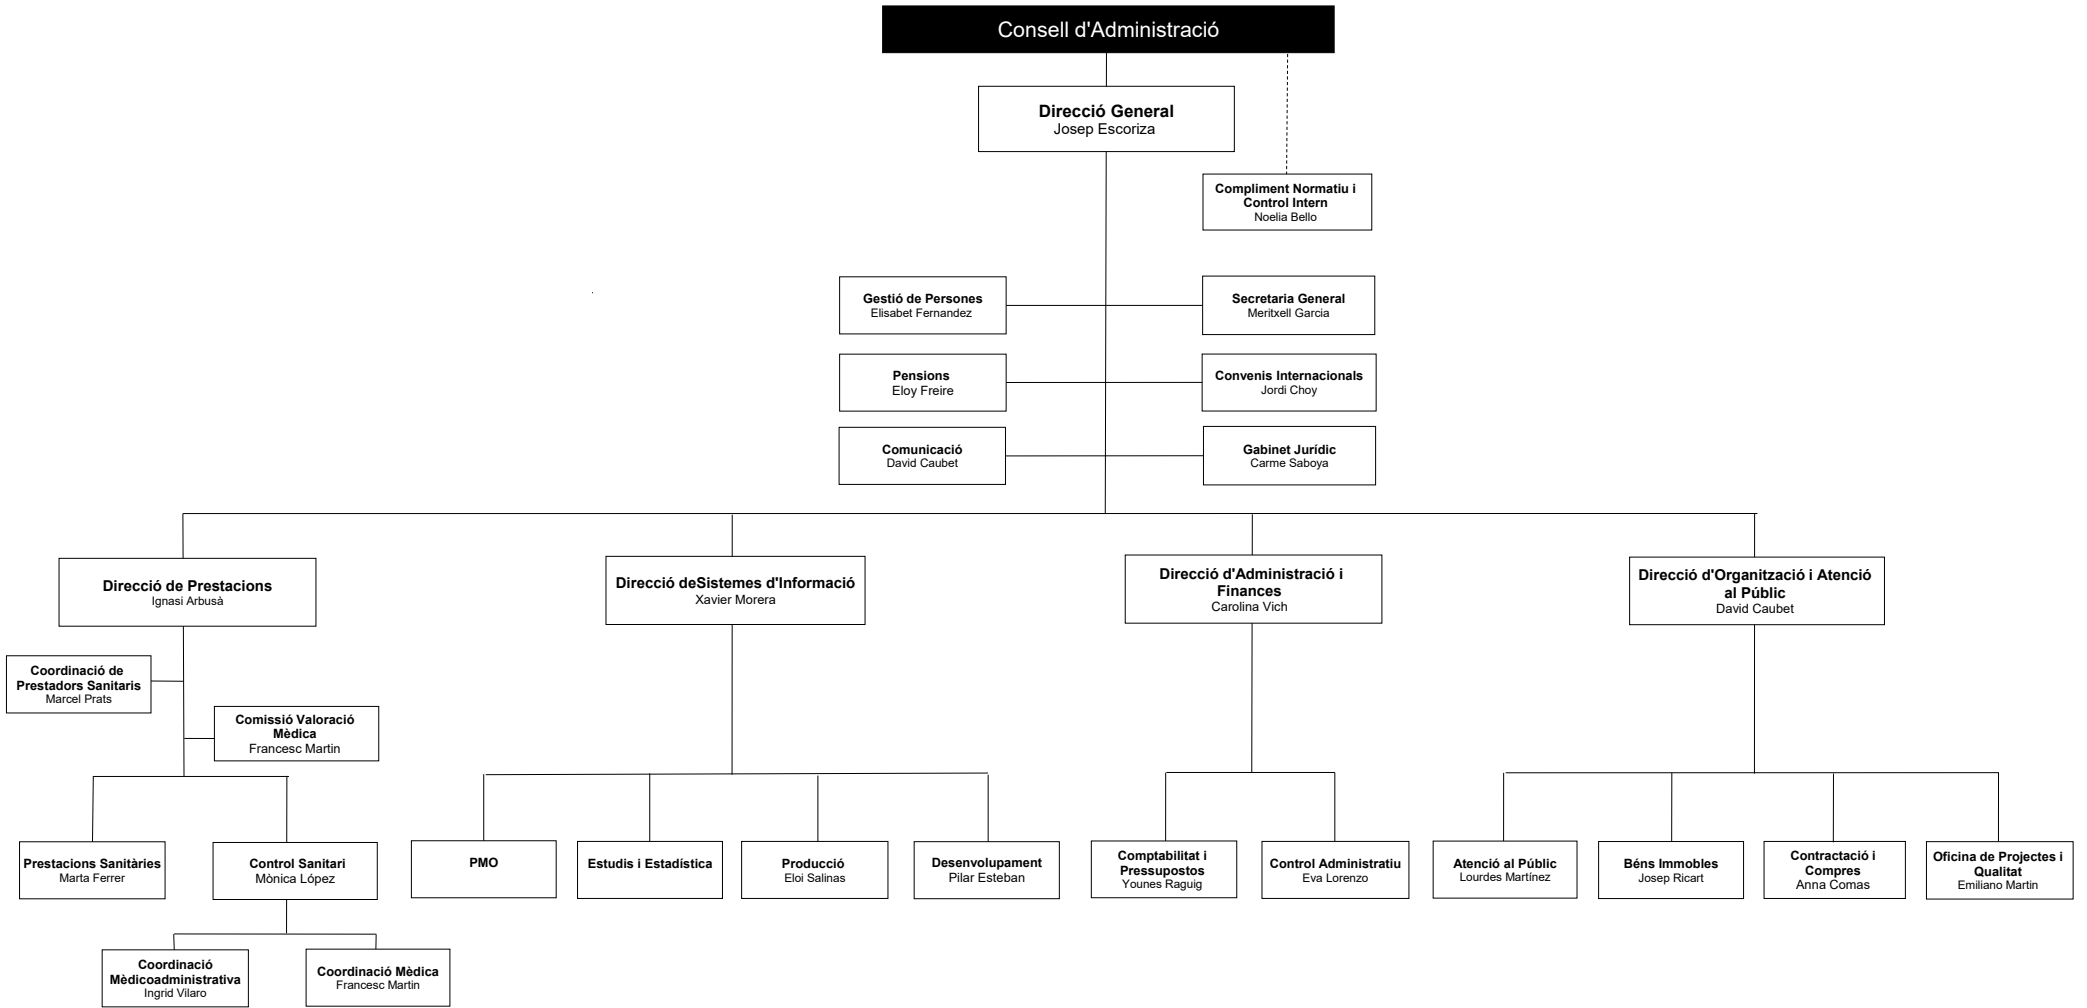 Consell d'Administració
Direcció General
Josep Escoriza
Compliment Normatiu i
Control Intern
Noelia Bello
Gestió de Persones
Elisabet Fernandez
Secretaria General
Meritxell Garcia
Pensions
Eloy Freire
Convenis Internacionals
Jordi Choy
Comunicació
David Caubet
Gabinet Jurídic
Carme Saboya
Direcció de Prestacions
Ignasi Arbusà
Direcció deSistemes d'Informació
Xavier Morera
Direcció d'Administració i
Finances
Carolina Vich
Direcció d'Organització i Atenció
al Públic
David Caubet
Coordinació de
Prestadors Sanitaris
Marcel Prats
Comissió Valoració
Mèdica
Francesc Martin
Prestacions Sanitàries
Marta Ferrer
Control Sanitari
Mònica López
PMO
Estudis i Estadística
Producció
Eloi Salinas
Desenvolupament
Pilar Esteban
Comptabilitat i
Pressupostos
Younes Raguig
Control Administratiu
Eva Lorenzo
Atenció al Públic
Lourdes Martínez
Béns Immobles
Josep Ricart
Contractació i
Compres
Anna Comas
Oficina de Projectes i
Qualitat
Emiliano Martin
Coordinació
Mèdicoadministrativa
Ingrid Vilaro
Coordinació Mèdica
Francesc Martin